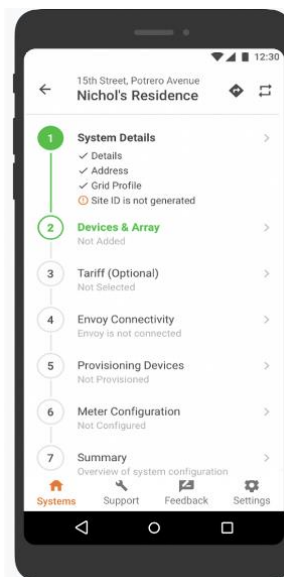 12:30
15th Street, Potrero Avenue
Nichol's Residence
1
System Details
Details
Address
Grid Profile
Site ID is not generated
2
Devices & Array
Not Added
3
Tariff (Optional)
Not Selected
4
Envoy Connectivity
Envoy is not connected
5
Provisioning Devices
Not Provisioned
6
Meter Configuration
Not Configured
7
Summary
Overview of system configuration
Systems
Support
Feedback
Settings